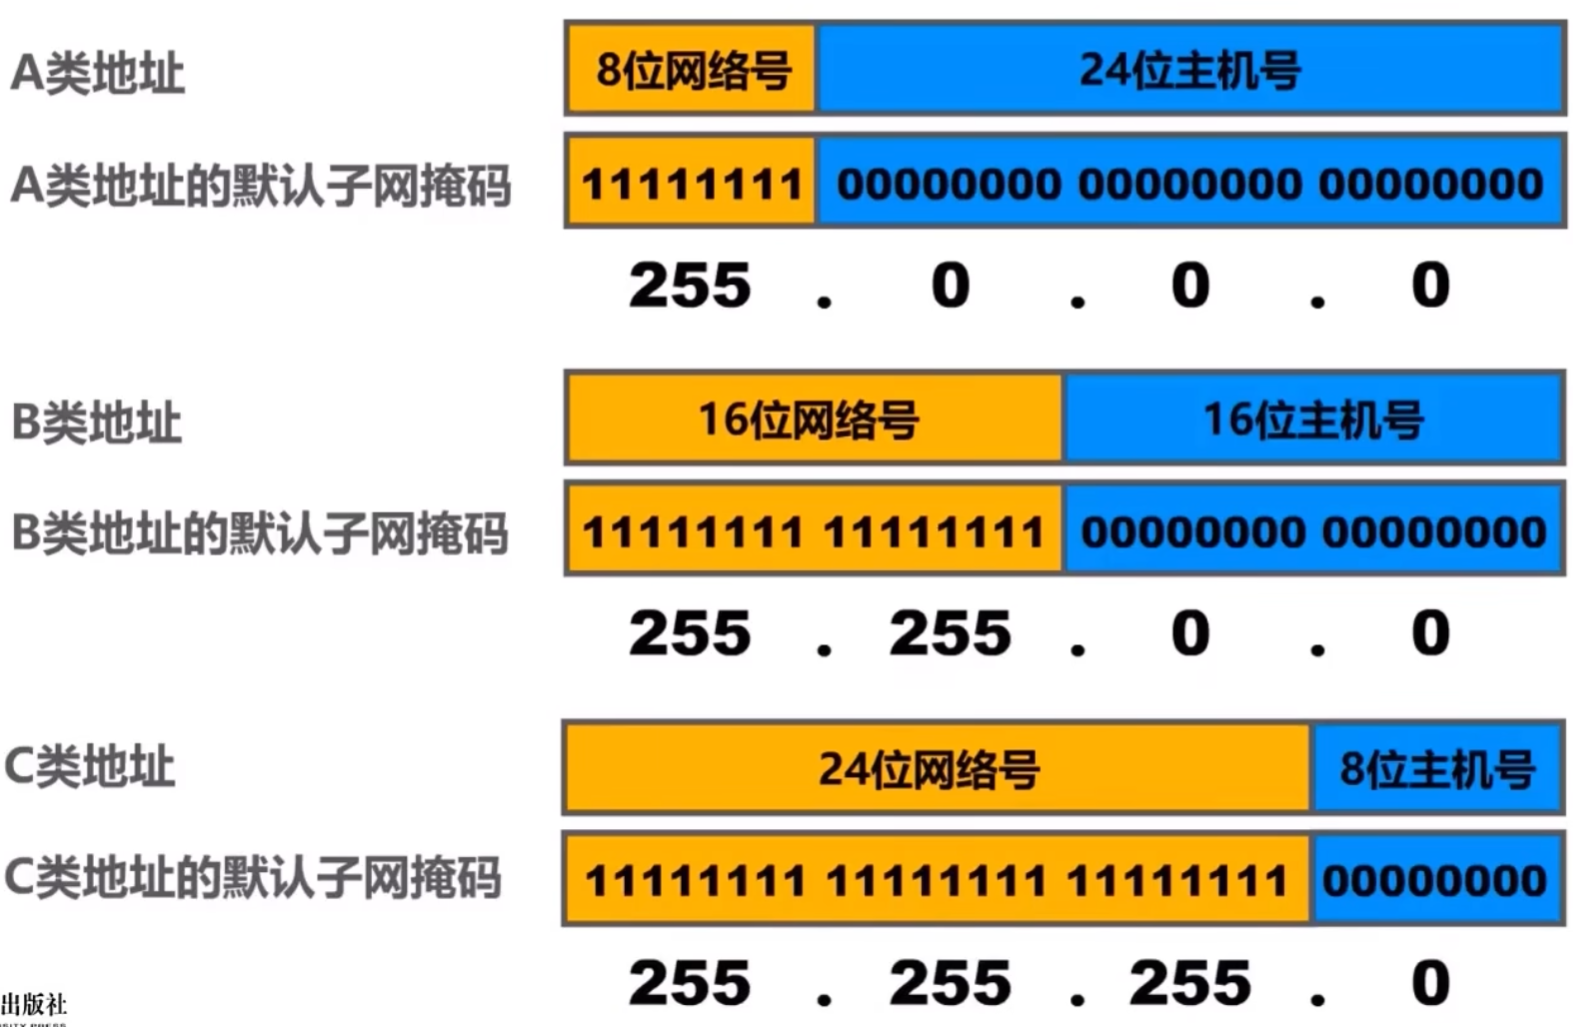 A类地址
8位网络号 24位主机号
A类地址的默认子网掩码
11111111 00000000 00000000 00000000
255 . 0 . 0 . 0
B类地址
16位网络号 16位主机号
B类地址的默认子网掩码
11111111 11111111 00000000 00000000
255 . 255 . 0 . 0
C类地址
24位网络号 8位主机号
C类地址的默认子网掩码
11111111 11111111 11111111 00000000
255 . 255 . 255 . 0
出版社